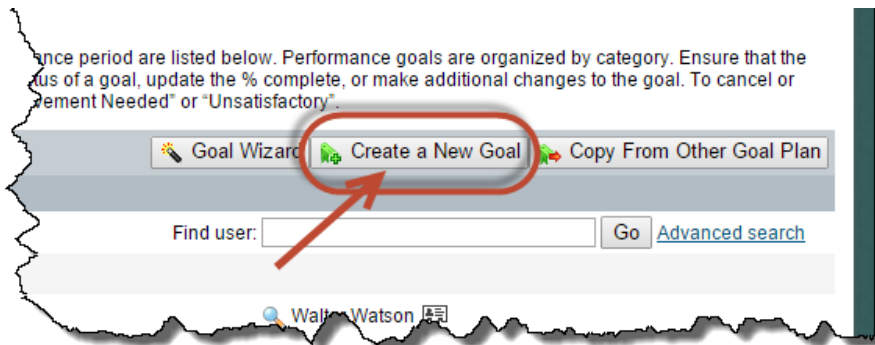 ance period are listed below. Performance goals are organized by category. Ensure that the
tus of a goal, update the % complete, or make additional changes to the goal. To cancel or
vement Needed” or “Unsatisfactory”.
Goal Wizard Create a New Goal Copy From Other Goal Plan
Find user: Go Advanced search
Walter Watson